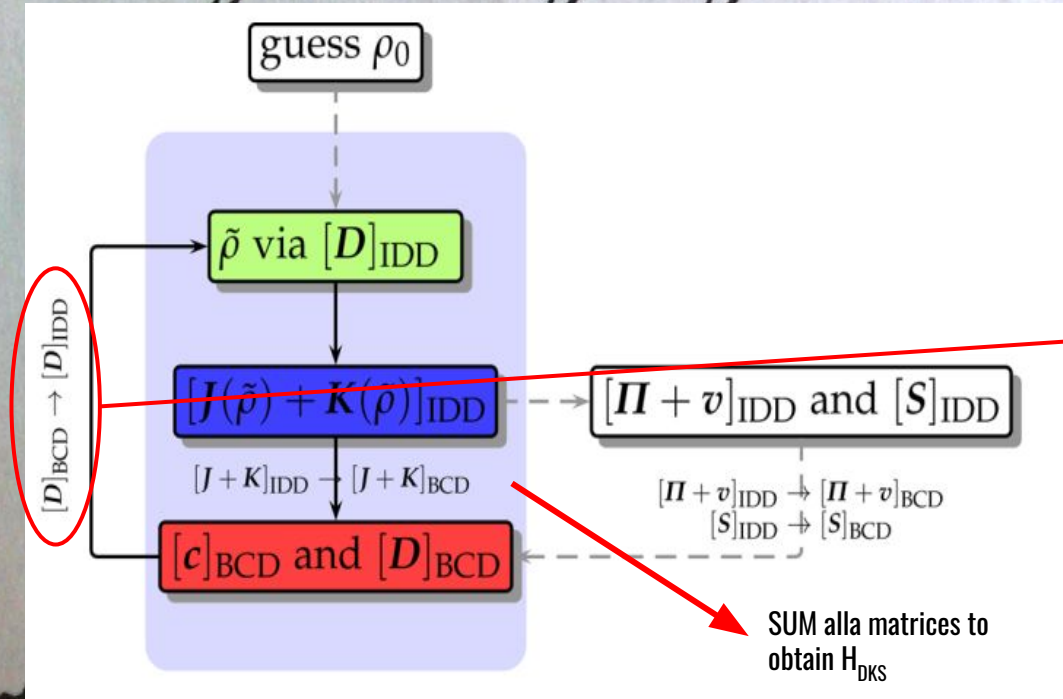 guess ρ₀
ρ̃ via [D]IDD
[D]BCD → [D]IDD
[J(ρ̃) + K(ρ̃)]IDD
[Π + v]IDD and [S]IDD
[J + K]IDD → [J + K]BCD
[Π + v]IDD → [Π + v]BCD
[S]IDD → [S]BCD
[c]BCD and [D]BCD
SUM alla matrices to
obtain H_DKS